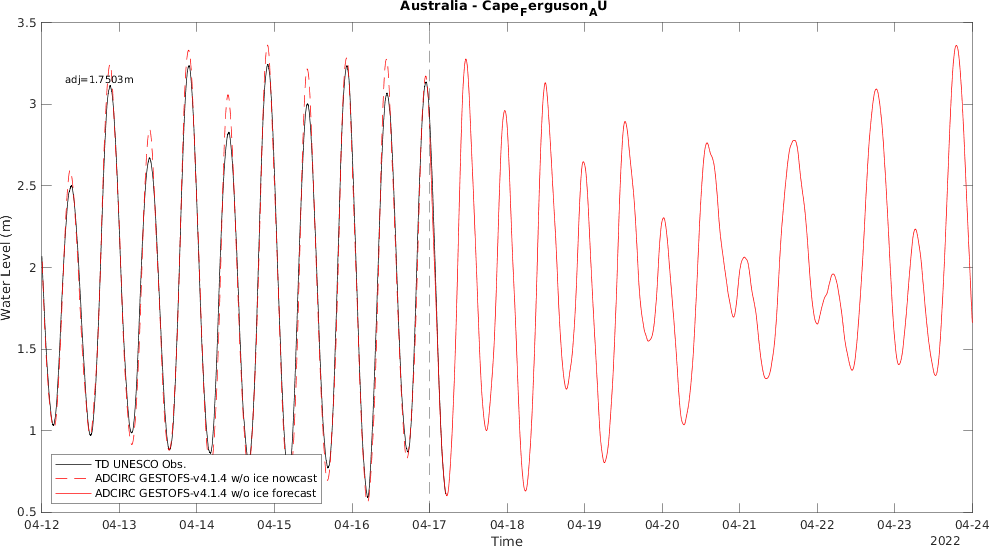 Australia - Cape_Ferguson_AU
3.5
3
2.5
2
1.5
1
0.5
Water Level (m)
adj=1.7503m
TD UNESCO Obs.
ADCIRC GESTOFS-v4.1.4 w/o ice nowcast
ADCIRC GESTOFS-v4.1.4 w/o ice forecast
04-12 04-13 04-14 04-15 04-16 04-17 04-18 04-19 04-20 04-21 04-22 04-23 04-24
Time
2022